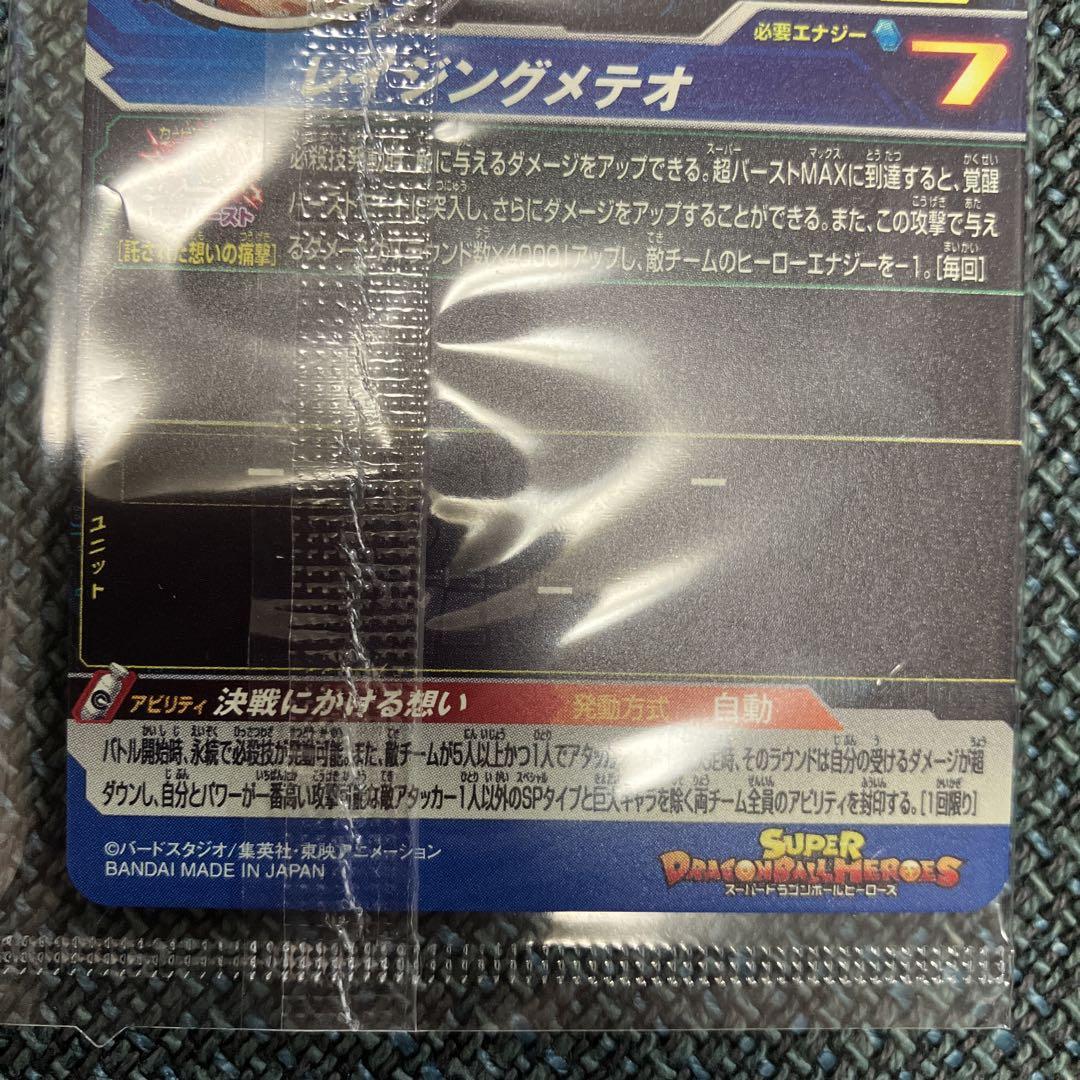 必要エナジー 7
レイジングメテオ
必殺技発動時、敵に与えるダメージをアップできる。超バーストMAXに到達すると、覚醒
バースト に突入し、さらにダメージをアップすることができる。また、この攻撃で与え
[託された想いの痛撃]
るダメージが ラウンド数×4000!アップし、敵チームのヒーローエナジーを-1。[毎回]
ユニット
アビリティ 決戦にかける想い 発動方式 自動
バトル開始時、永続で必殺技が発動可能。また、敵チームが5人以上かつ1人でアタッカー 時、そのラウンドは自分の受けるダメージが超
ダウンし、自分とパワーが一番高い攻撃可能な敵アタッカー1人以外のSPタイプと巨人キャラを除く両チーム全員のアビリティを封印する。[1回限り]
©バードスタジオ/集英社・東映アニメーション
BANDAI MADE IN JAPAN
SUPER
DRAGONBALL HEROES
スーパードラゴンボールヒーローズ